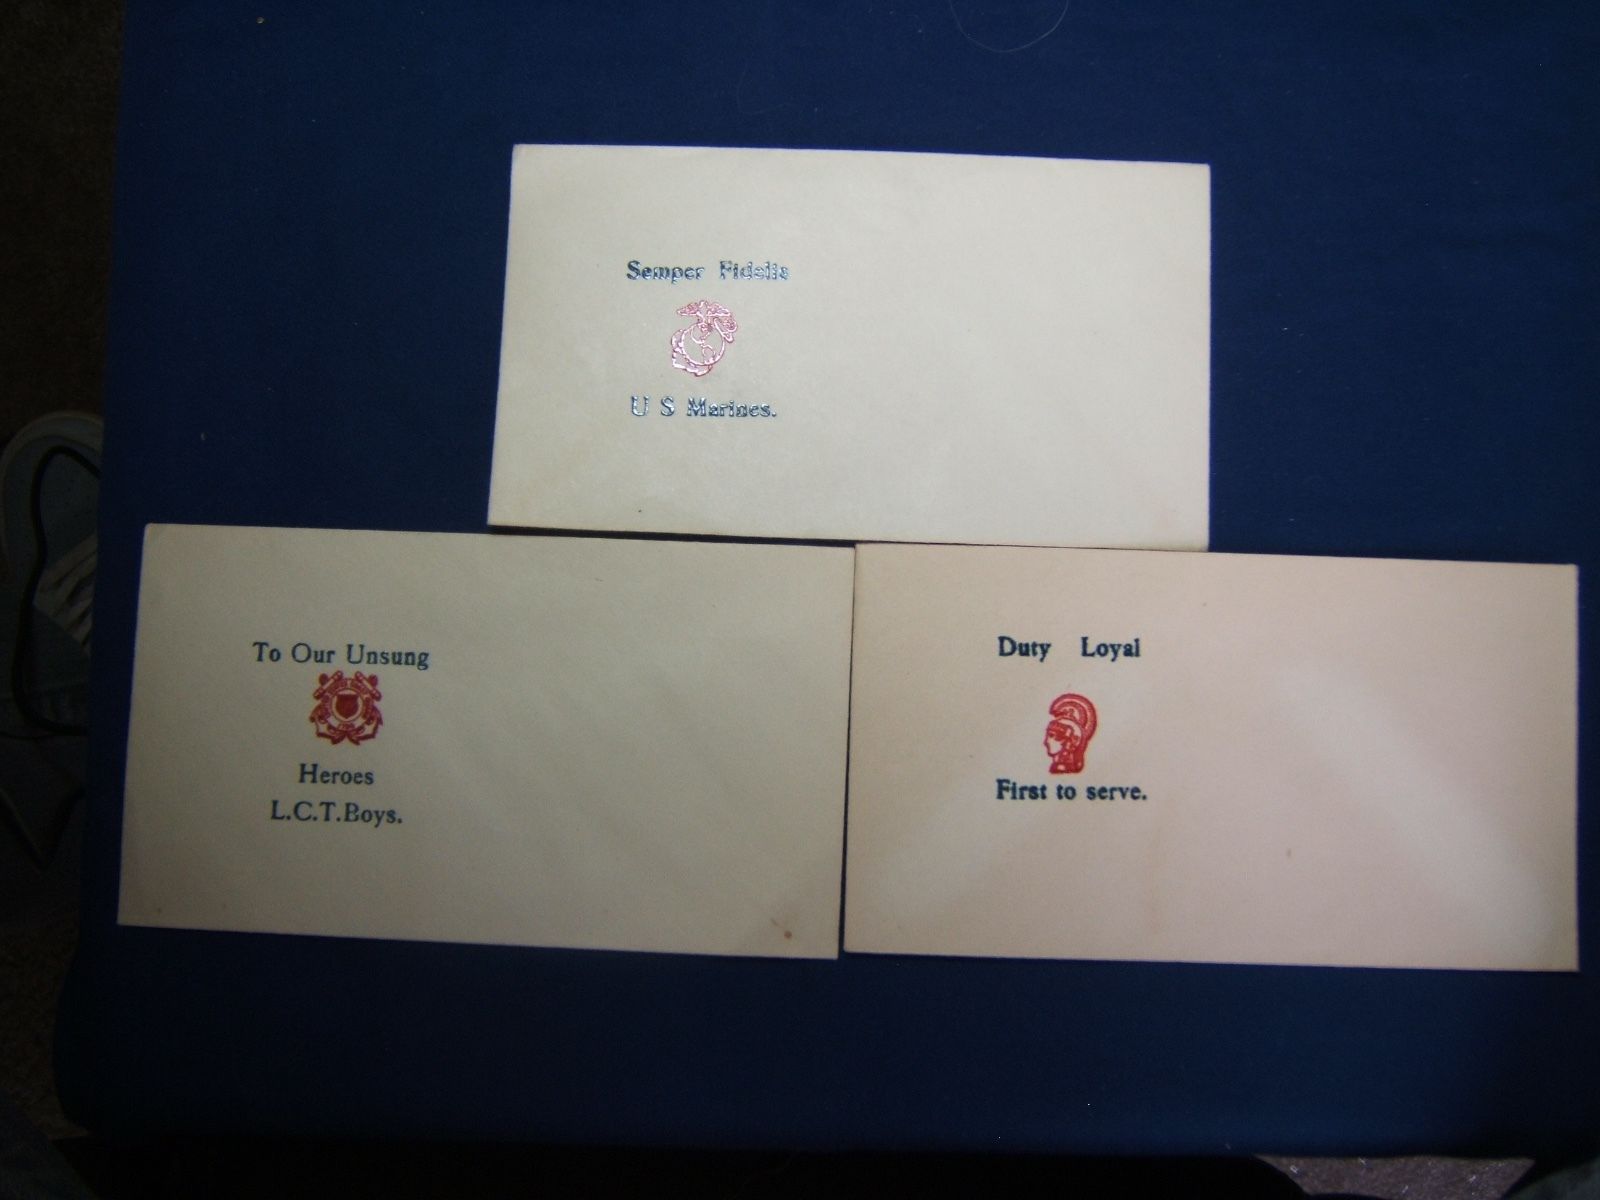 Semper Fidelis
U S Marines.
To Our Unsung
Heroes
L.C.T.Boys.
Duty Loyal
First to serve.